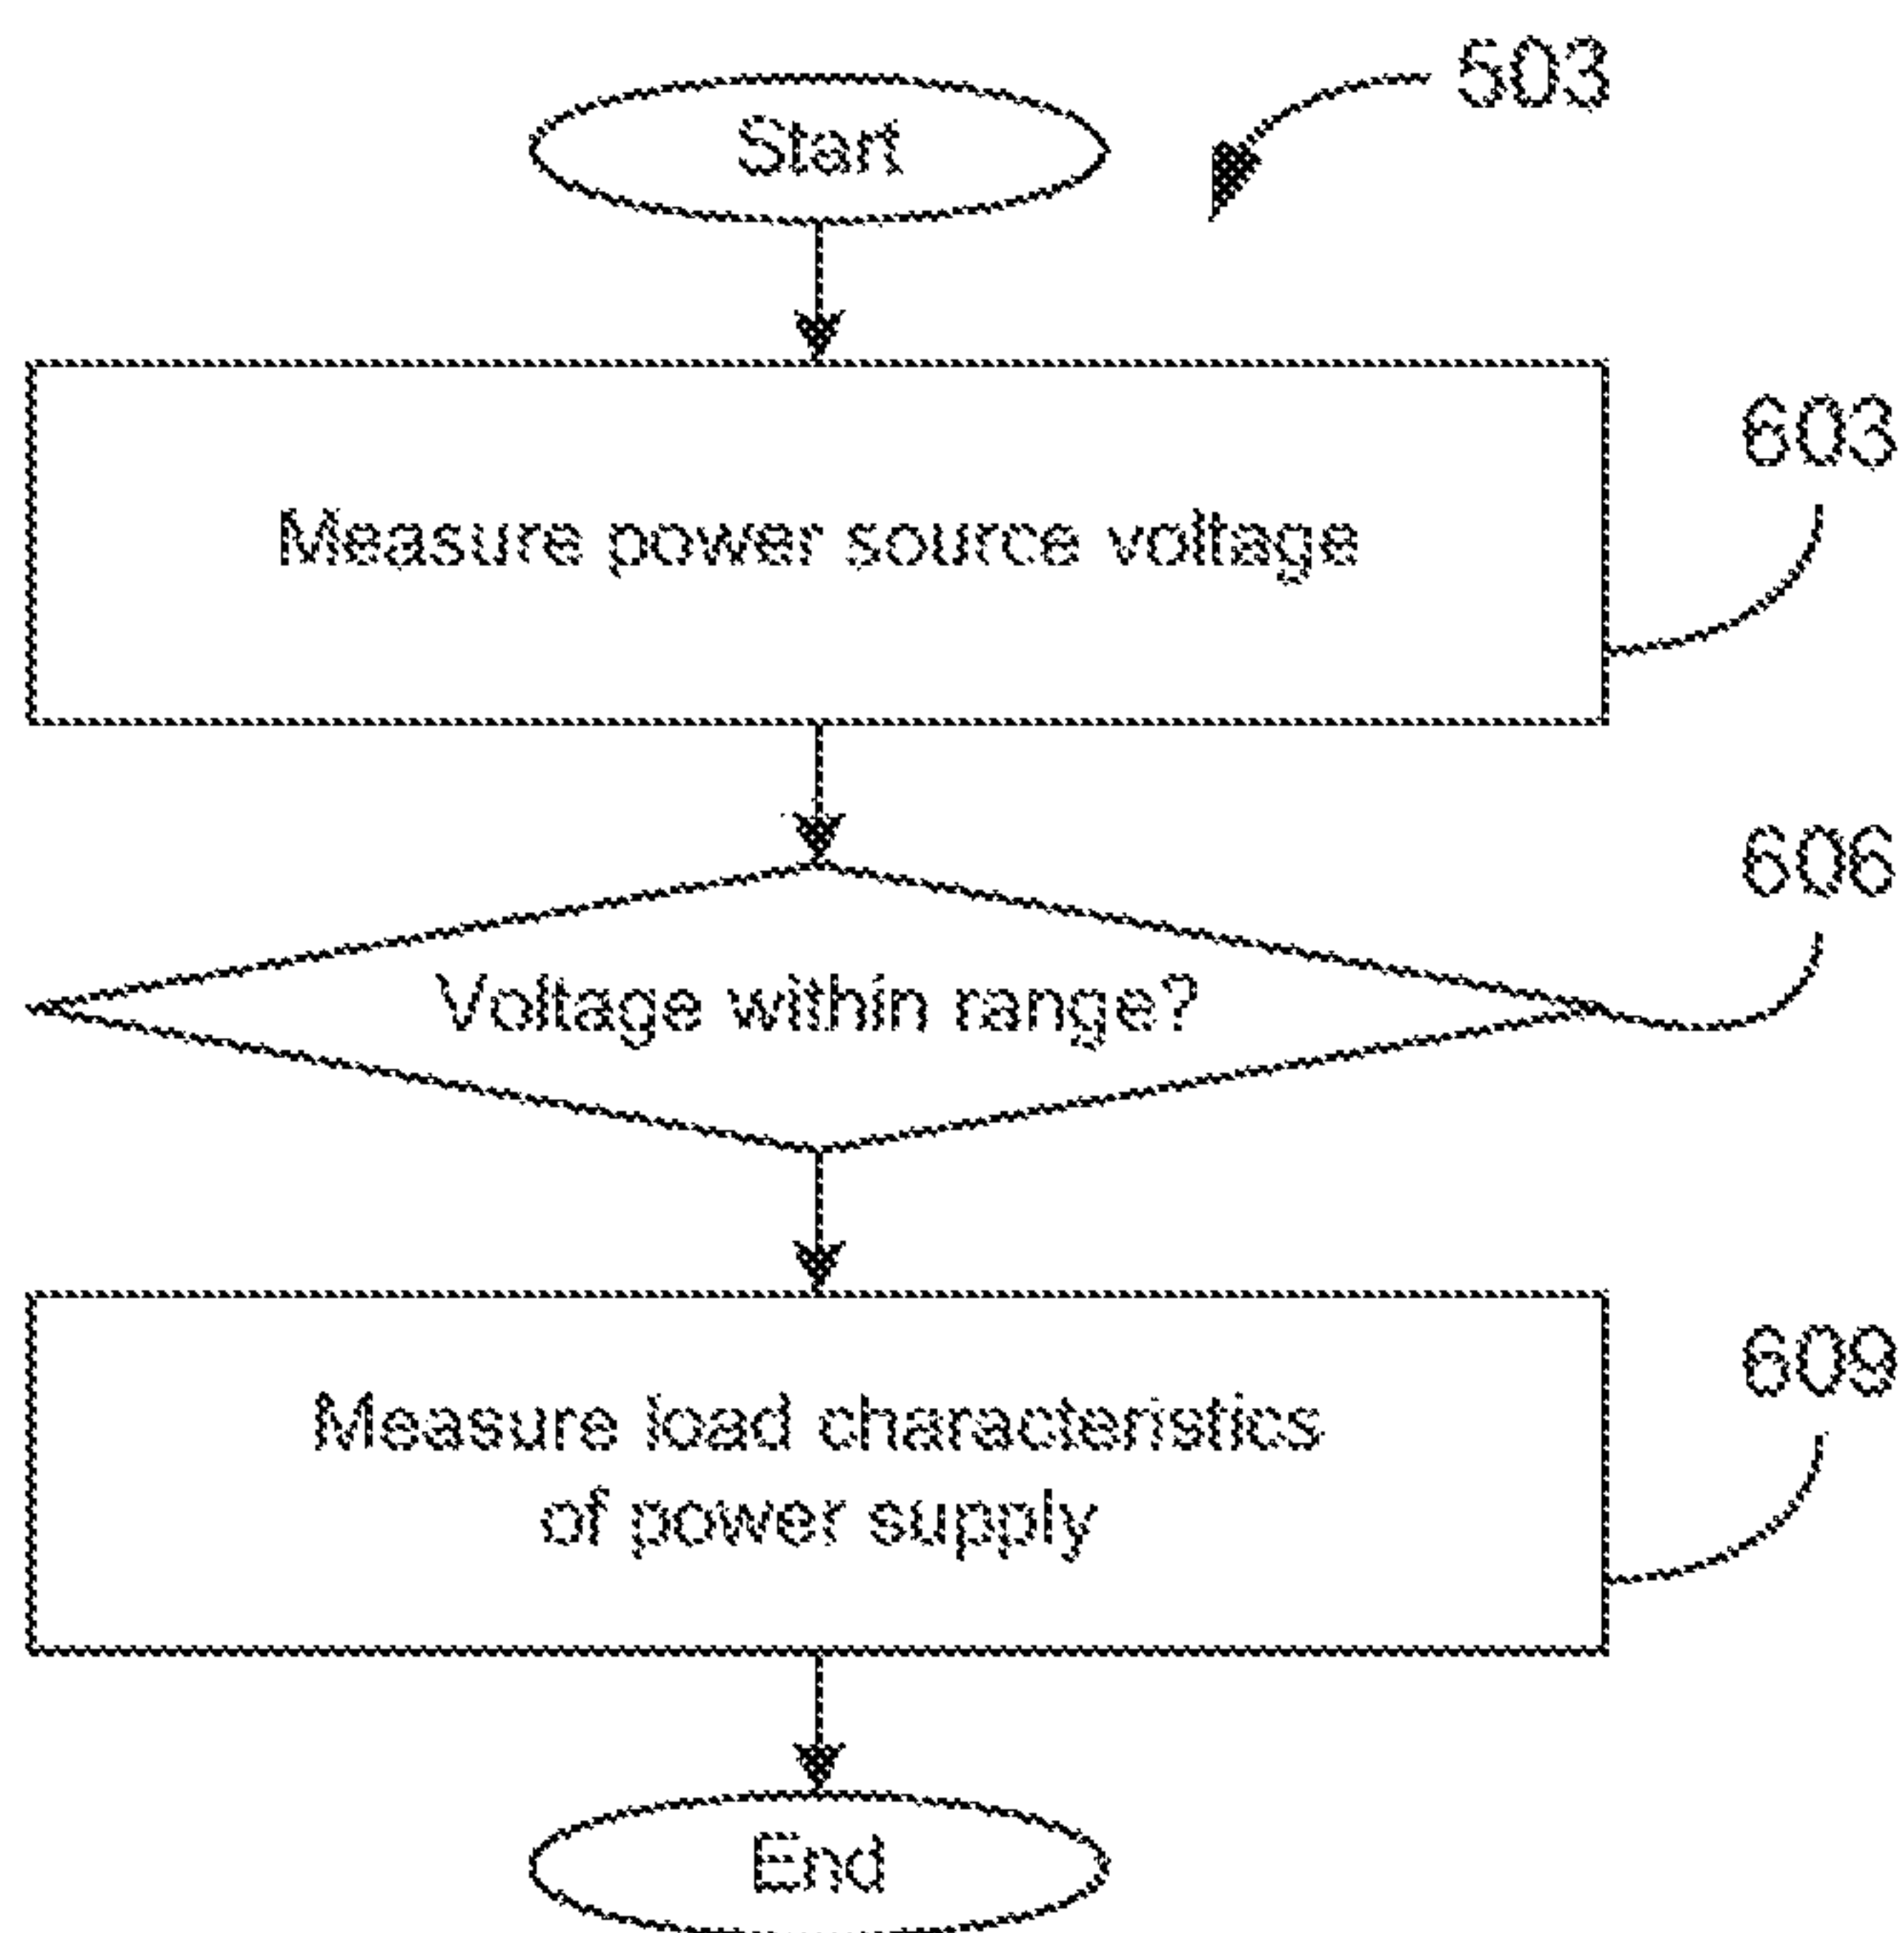 503
Start
603
Measure power source voltage
606
Voltage within range?
609
Measure load characteristics
of power supply
End